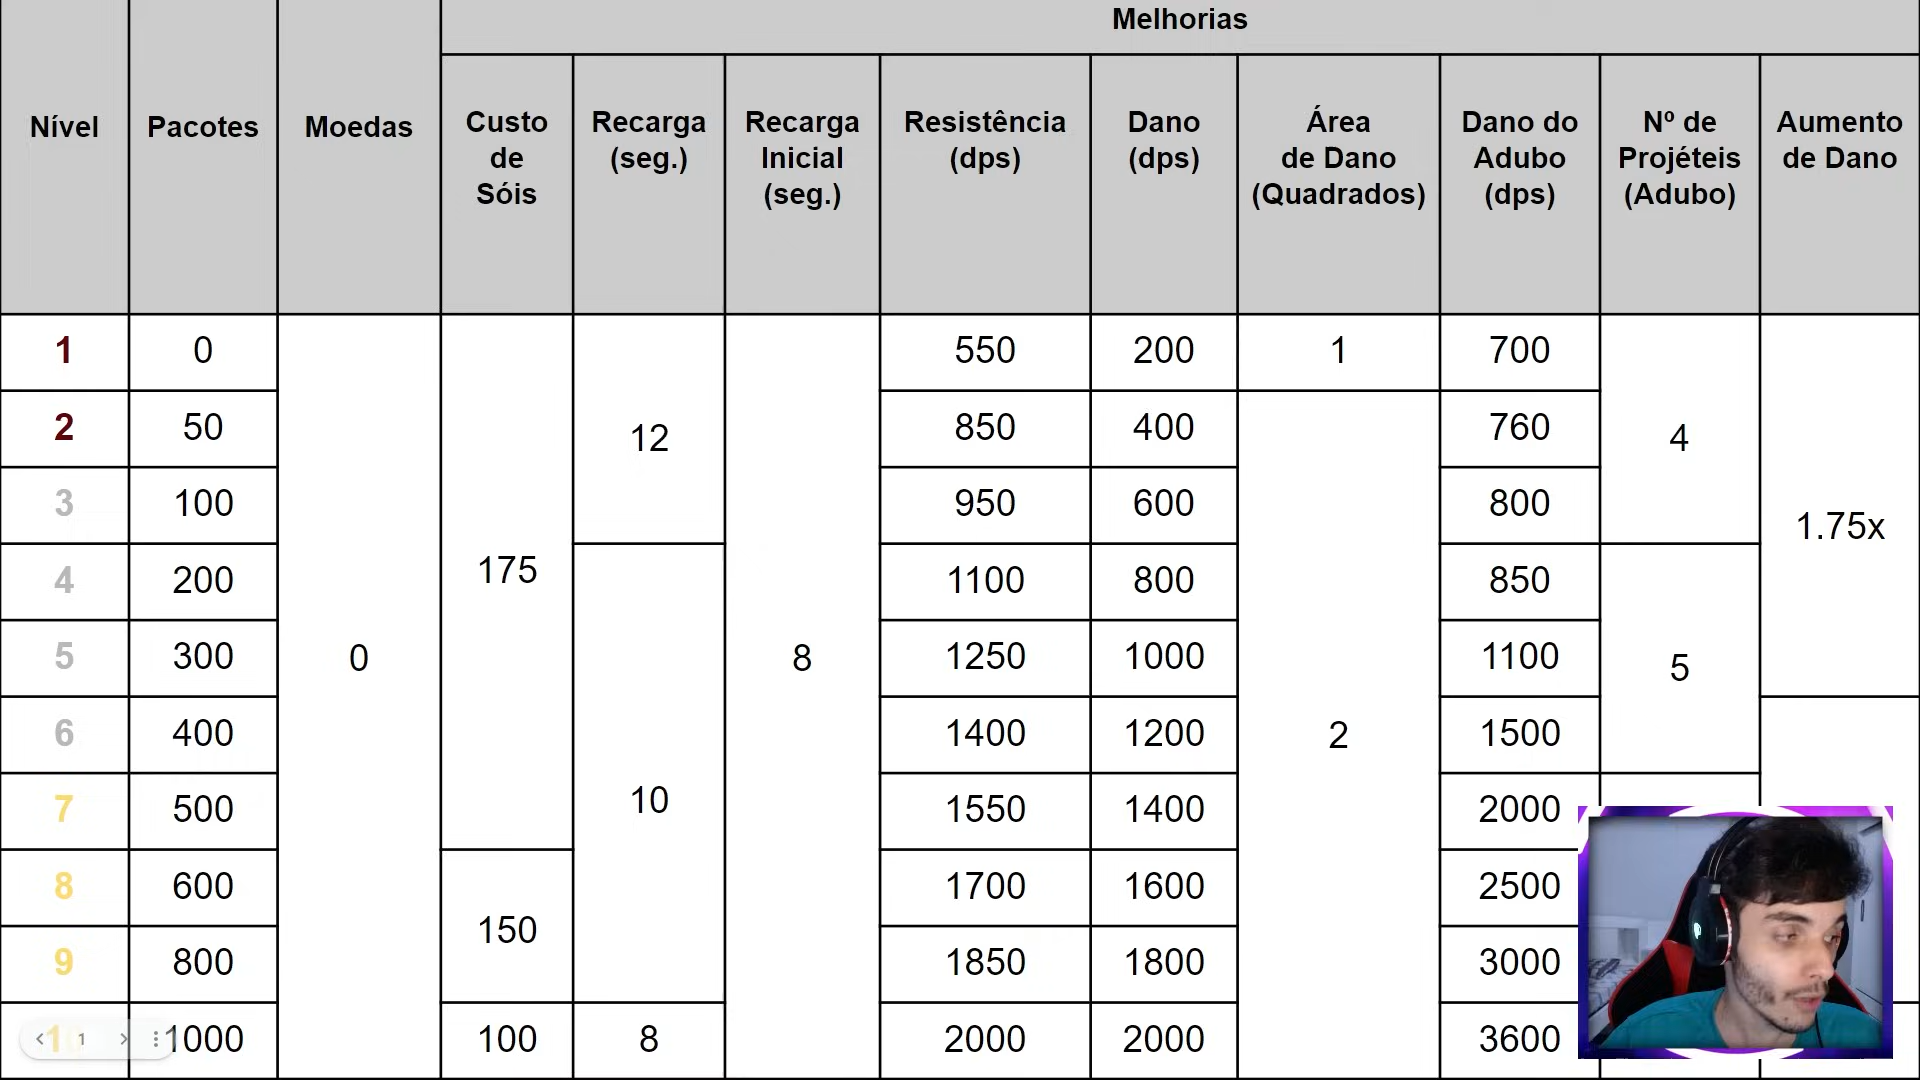 Melhorias
Nível
Pacotes
Moedas
Custo
de
Sóis
Recarga
(seg.)
Recarga
Inicial
(seg.)
Resistência
(dps)
Dano
(dps)
Área
de Dano
(Quadrados)
Dano do
Adubo
(dps)
Nº de
Projéteis
(Adubo)
Aumento
de Dano
1 0 550 200 1 700
2 50 12 850 400 760 4
3 100 950 600 800 1.75x
4 200 175 1100 800 850
5 300 0 8 1250 1000 1100 5
6 400 1400 1200 2 1500
7 500 10 1550 1400 2000
8 600 1700 1600 2500
9 800 150 1850 1800 3000
10 1000 100 8 2000 2000 3600
1